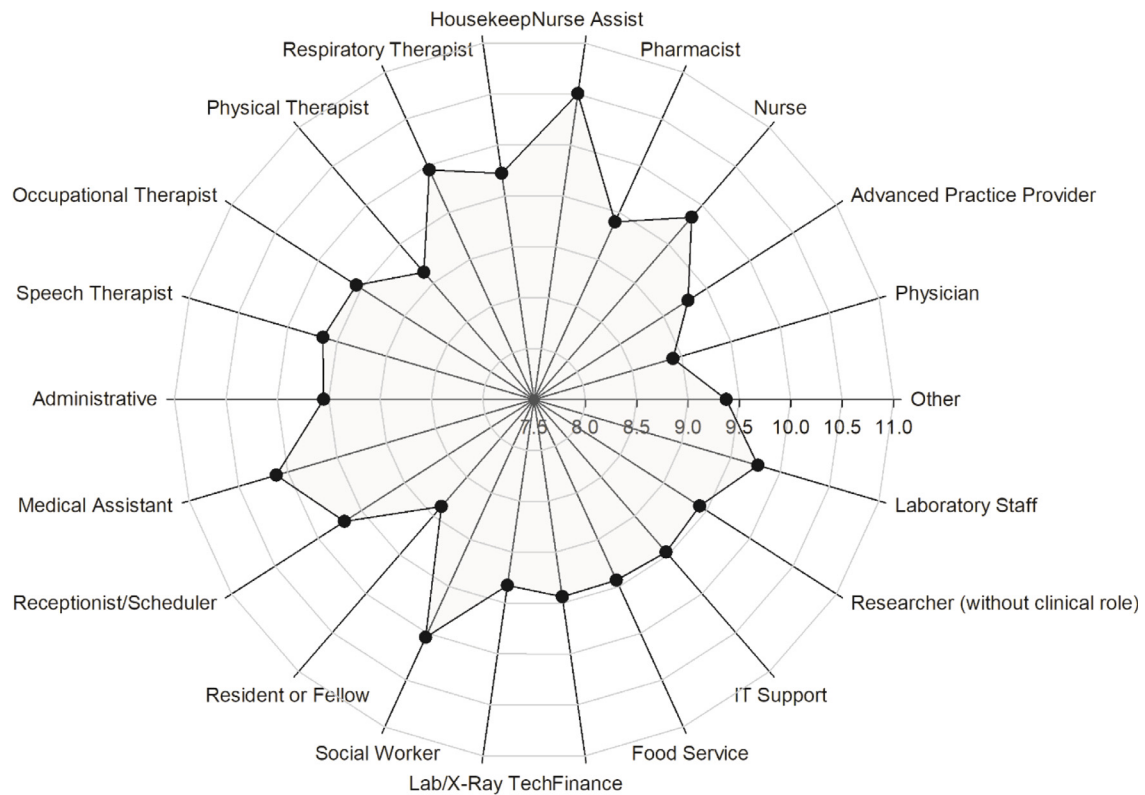 HousekeepNurse Assist
Respiratory Therapist
Pharmacist
Physical Therapist
Nurse
Occupational Therapist
Advanced Practice Provider
Speech Therapist
Physician
Administrative
Other
7.5 8.0 8.5 9.0 9.5 10.0 10.5 11.0
Medical Assistant
Laboratory Staff
Receptionist/Scheduler
Researcher (without clinical role)
Resident or Fellow
IT Support
Social Worker
Food Service
Lab/X-Ray TechFinance